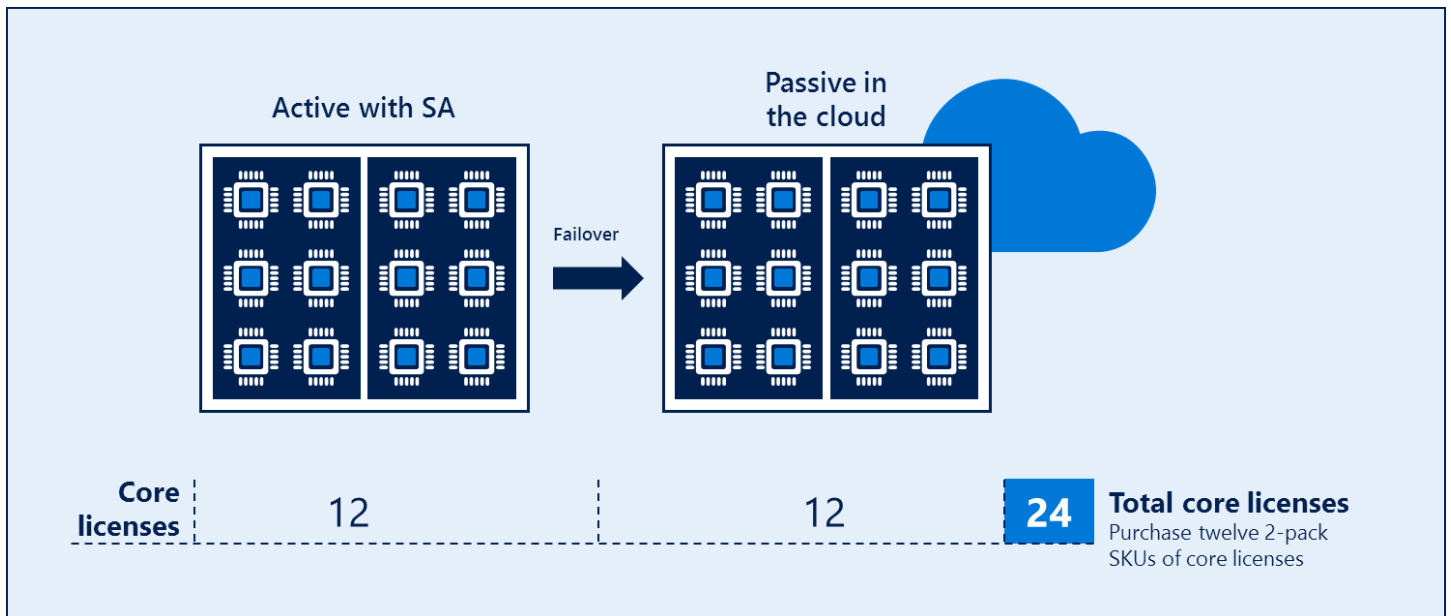 Active with SA
Passive in
the cloud
Failover
Core
licenses
12
12
24
Total core licenses
Purchase twelve 2-pack
SKUs of core licenses